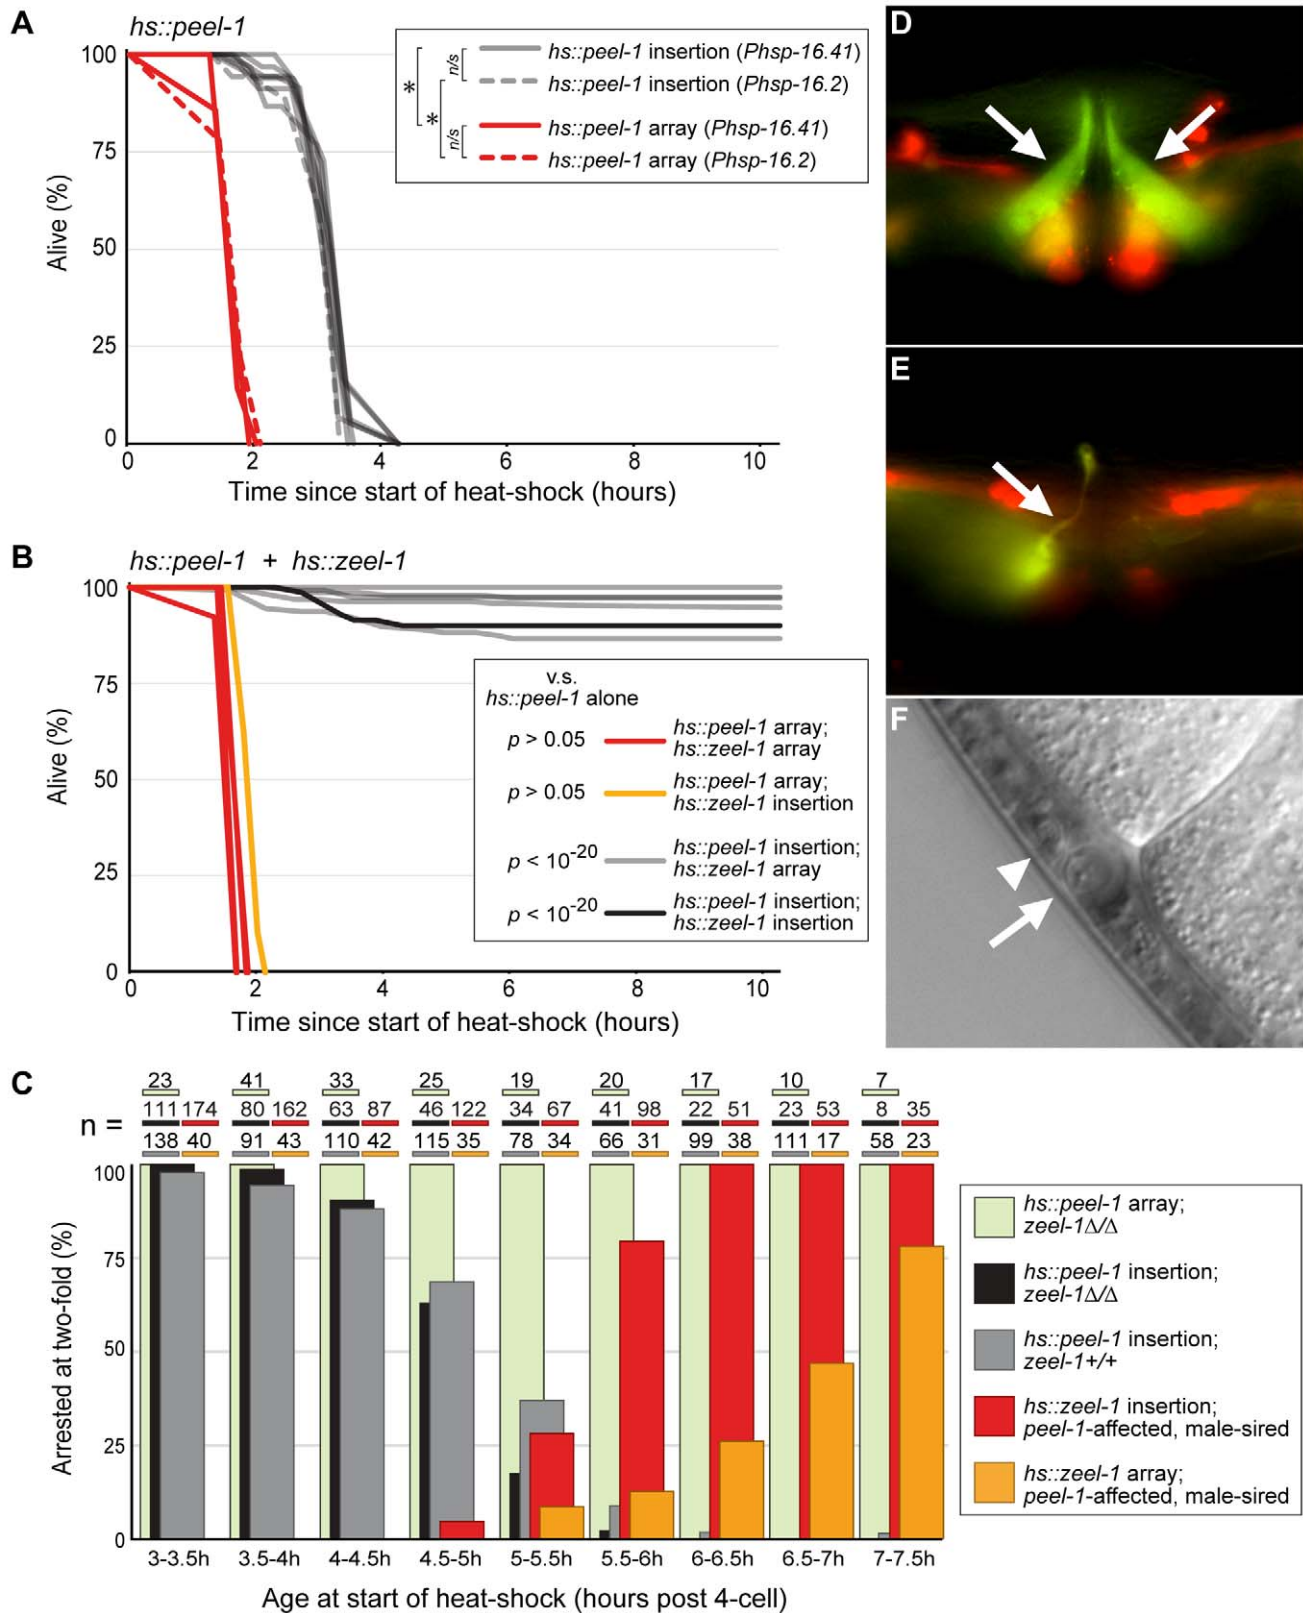 A
hs::peel-1
100
75
50
25
0
Alive (%)
0 2 4 6 8 10
Time since start of heat-shock (hours)
* n/s hs::peel-1 insertion (Phsp-16.41)
hs::peel-1 insertion (Phsp-16.2)
* n/s hs::peel-1 array (Phsp-16.41)
hs::peel-1 array (Phsp-16.2)
B
hs::peel-1 + hs::zeel-1
100
75
50
25
0
Alive (%)
0 2 4 6 8 10
Time since start of heat-shock (hours)
v.s.
hs::peel-1 alone
p > 0.05 hs::peel-1 array;
hs::zeel-1 array
p > 0.05 hs::peel-1 array;
hs::zeel-1 insertion
p < 10-20 hs::peel-1 insertion;
hs::zeel-1 array
p < 10-20 hs::peel-1 insertion;
hs::zeel-1 insertion
D
E
F
C
23 41 33 25 19 20 17 10 7
n =
111 174 80 162 63 87 46 122 34 67 41 98 22 51 23 53 8 35
138 40 91 43 110 42 115 35 78 34 66 31 99 38 111 17 58 23
100
75
50
25
0
Arrested at two-fold (%)
3-3.5h 3.5-4h 4-4.5h 4.5-5h 5-5.5h 5.5-6h 6-6.5h 6.5-7h 7-7.5h
Age at start of heat-shock (hours post 4-cell)
hs::peel-1 array;
zeel-1Δ/Δ
hs::peel-1 insertion;
zeel-1Δ/Δ
hs::peel-1 insertion;
zeel-1+/+
hs::zeel-1 insertion;
peel-1-affected, male-sired
hs::zeel-1 array;
peel-1-affected, male-sired